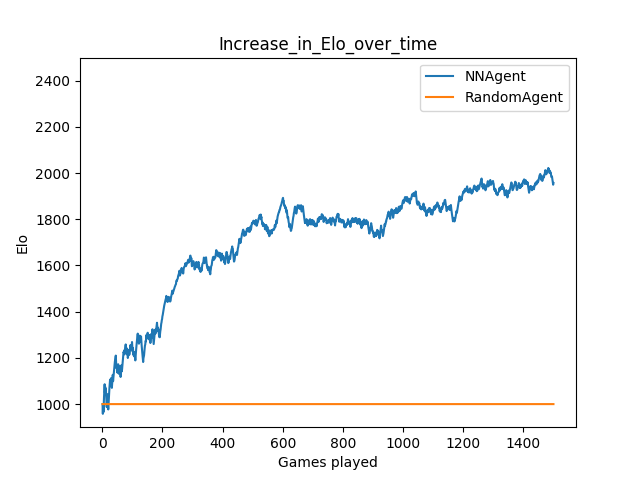 Increase_in_Elo_over_time
NNAgent
RandomAgent
2400
2200
2000
1800
1600
1400
1200
1000
Elo
0 200 400 600 800 1000 1200 1400
Games played